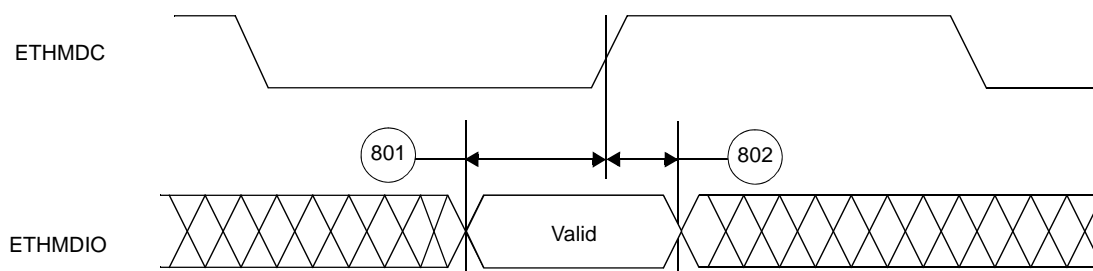 ETHMDC
801
802
ETHMDIO
Valid